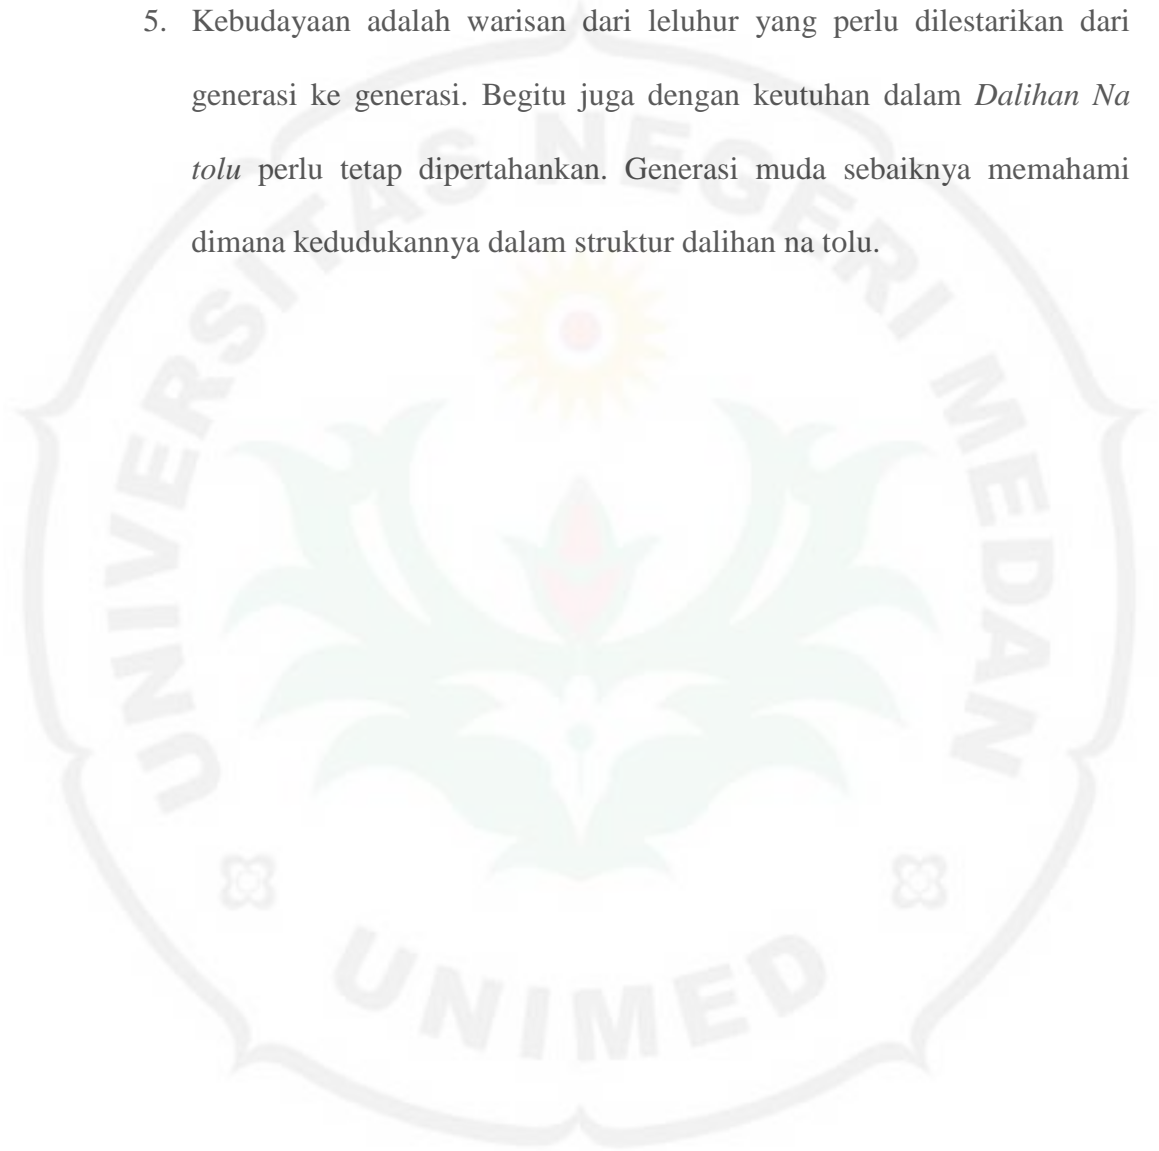 5. Kebudayaan adalah warisan dari leluhur yang perlu dilestarikan dari
generasi ke generasi. Begitu juga dengan keutuhan dalam Dalihan Na
tolu perlu tetap dipertahankan. Generasi muda sebaiknya memahami
dimana kedudukannya dalam struktur dalihan na tolu.
UNIVERSITAS NEGERI MEDAN
UNIMED